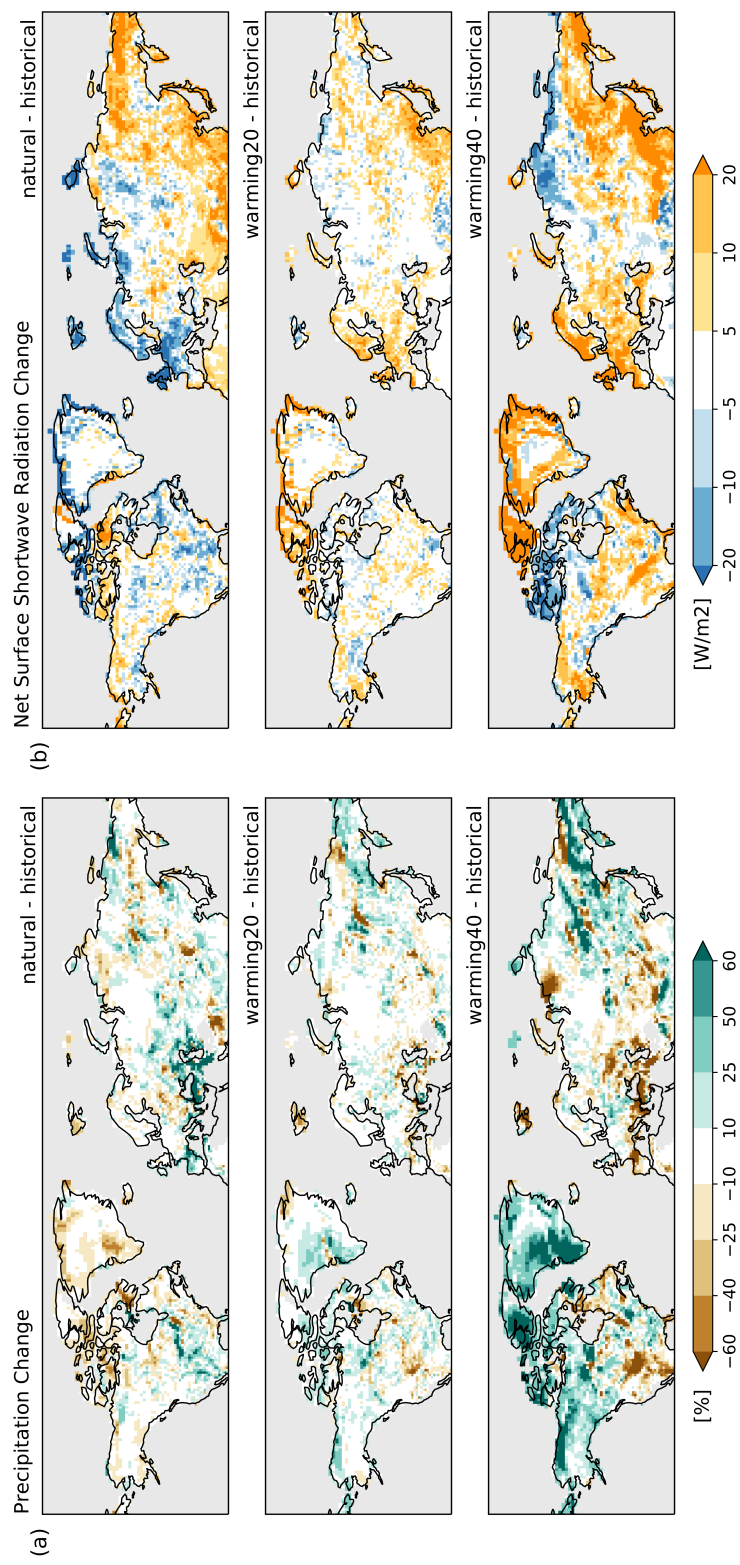 (a)
Precipitation Change
natural - historical
warming20 - historical
warming40 - historical
[%]
−60 −40 −25 −10 10 25 50 60
(b)
Net Surface Shortwave Radiation Change
natural - historical
warming20 - historical
warming40 - historical
[W/m2]
−20 −10 −5 5 10 20